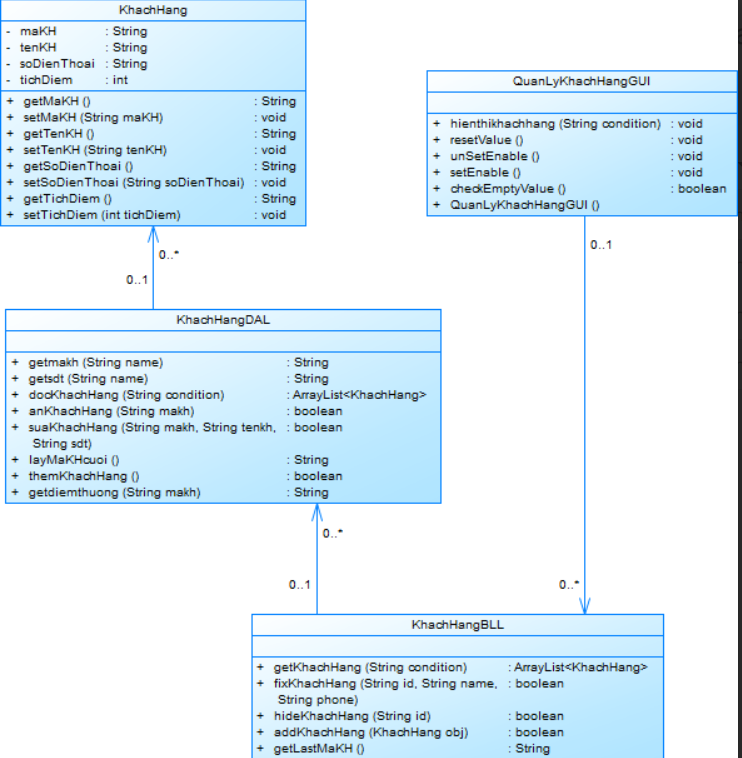 KhachHang
- maKH : String
- tenKH : String
- soDienThoai : String
- tichDiem : int
+ getMaKH () : String
+ setMaKH (String maKH) : void
+ getTenKH () : String
+ setTenKH (String tenKH) : void
+ getSoDienThoai () : String
+ setSoDienThoai (String soDienThoai) : void
+ getTichDiem () : String
+ setTichDiem (int tichDiem) : void
QuanLyKhachHangGUI
+ hienthikhachhang (String condition) : void
+ resetValue () : void
+ unSetEnable () : void
+ setEnable () : void
+ checkEmptyValue () : boolean
+ QuanLyKhachHangGUI ()
0..*
0..1
0..1
KhachHangDAL
+ getmakh (String name) : String
+ getsdt (String name) : String
+ docKhachHang (String condition) : ArrayList<KhachHang>
+ anKhachHang (String makh) : boolean
+ suaKhachHang (String makh, String tenkh, : boolean
String sdt)
+ layMaKHcuoi () : String
+ themKhachHang () : boolean
+ getdiemthuong (String makh) : String
0..*
0..1
0..*
KhachHangBLL
+ getKhachHang (String condition) : ArrayList<KhachHang>
+ fixKhachHang (String id, String name, : boolean
String phone)
+ hideKhachHang (String id) : boolean
+ addKhachHang (KhachHang obj) : boolean
+ getLastMaKH () : String